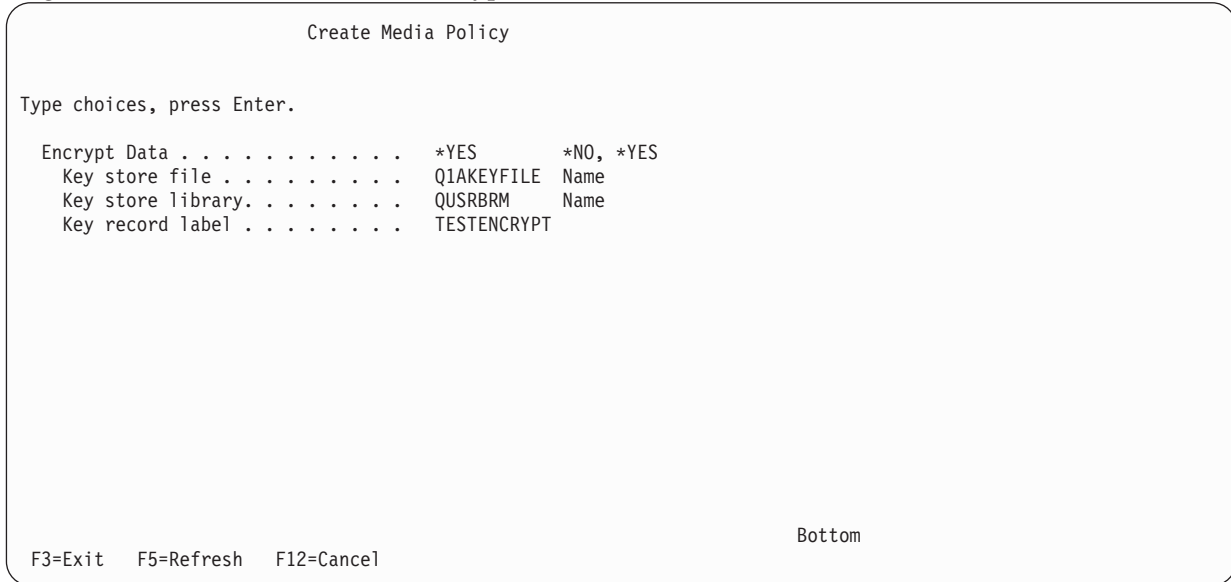 Create Media Policy
Type choices, press Enter.
Encrypt Data . . . . . . . . . . . *YES *NO, *YES
Key store file . . . . . . . . . Q1AKEYFILE Name
Key store library. . . . . . . . QUSRBRM Name
Key record label . . . . . . . . TESTENCRYPT
Bottom
F3=Exit F5=Refresh F12=Cancel